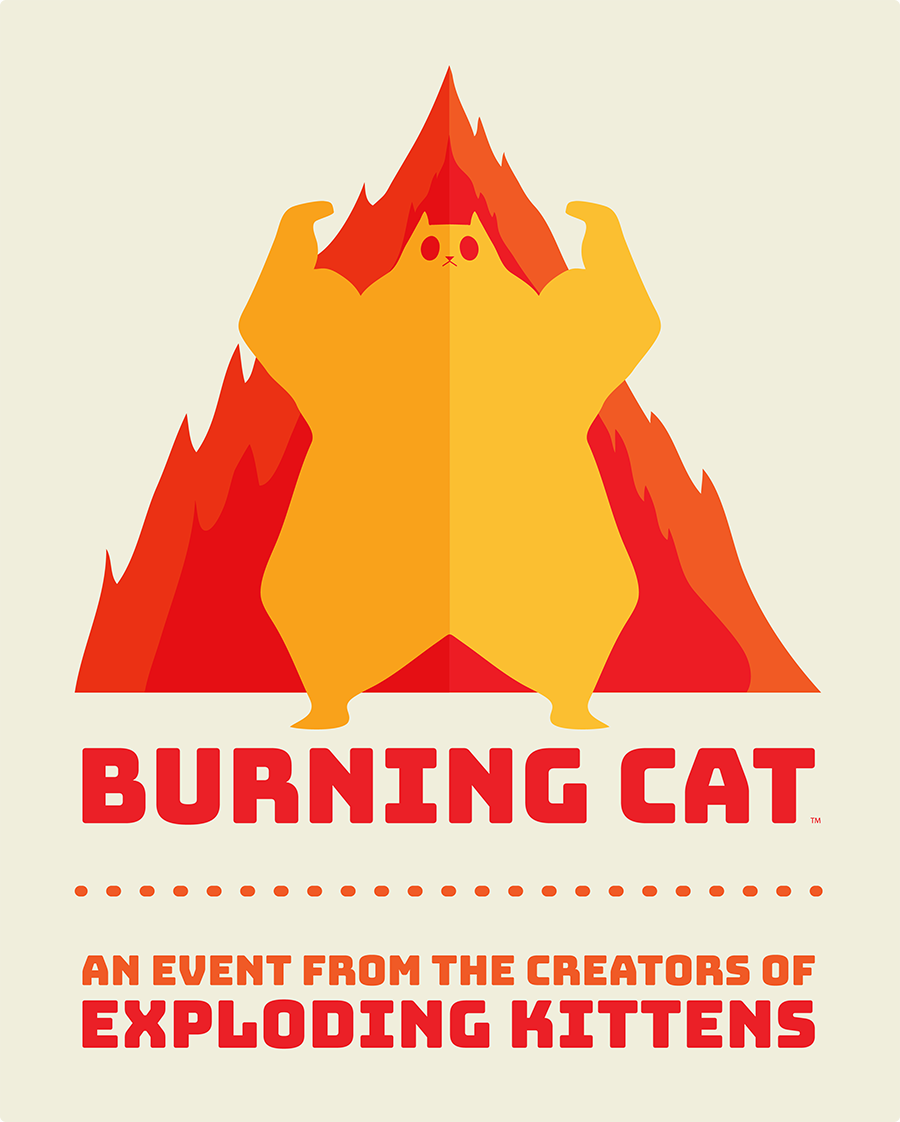 BURNING CAT™
AN EVENT FROM THE CREATORS OF
EXPLODING KITTENS